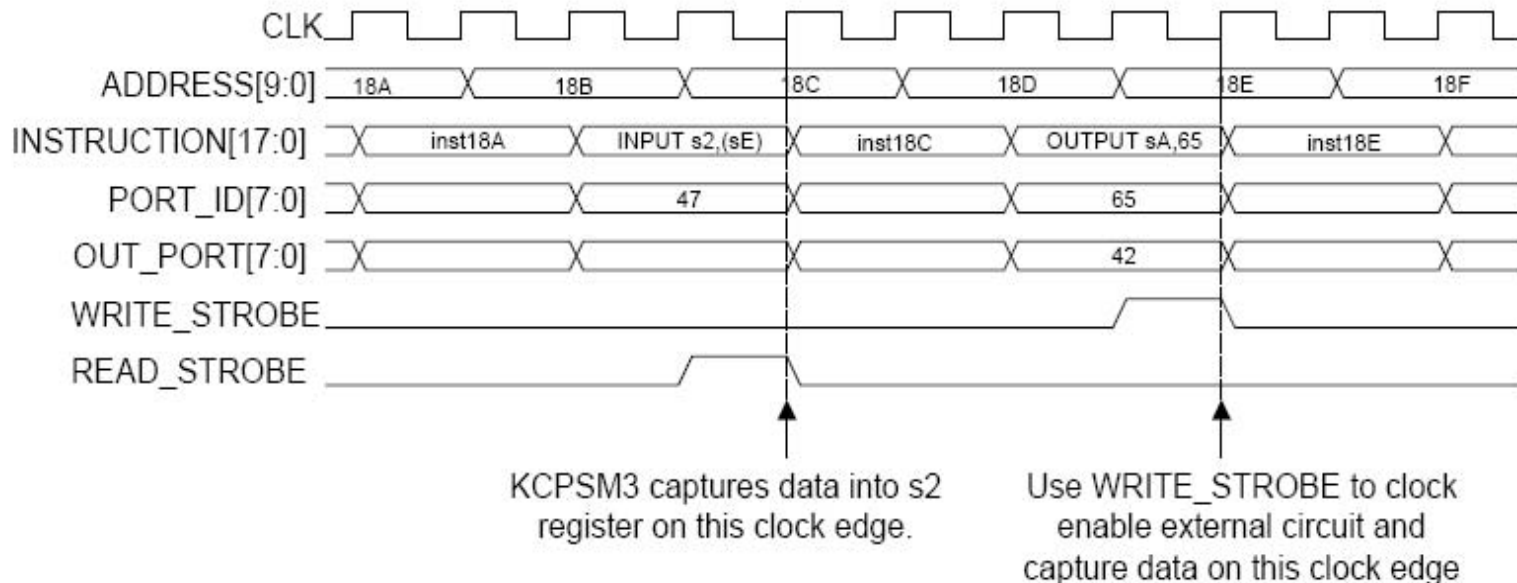 CLK
ADDRESS[9:0] 18A 18B 18C 18D 18E 18F
INSTRUCTION[17:0] inst18A INPUT s2,(sE) inst18C OUTPUT sA,65 inst18E
PORT_ID[7:0] 47 65
OUT_PORT[7:0] 42
WRITE_STROBE
READ_STROBE
KCPSM3 captures data into s2
register on this clock edge.
Use WRITE_STROBE to clock
enable external circuit and
capture data on this clock edge